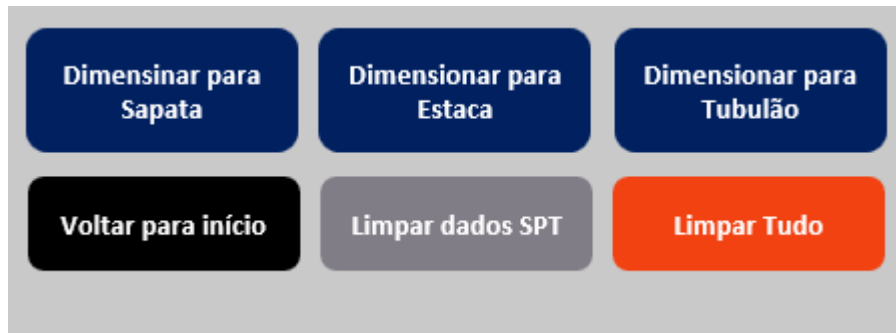 Dimensinar para
Sapata
Dimensionar para
Estaca
Dimensionar para
Tubulão
Voltar para início
Limpar dados SPT
Limpar Tudo